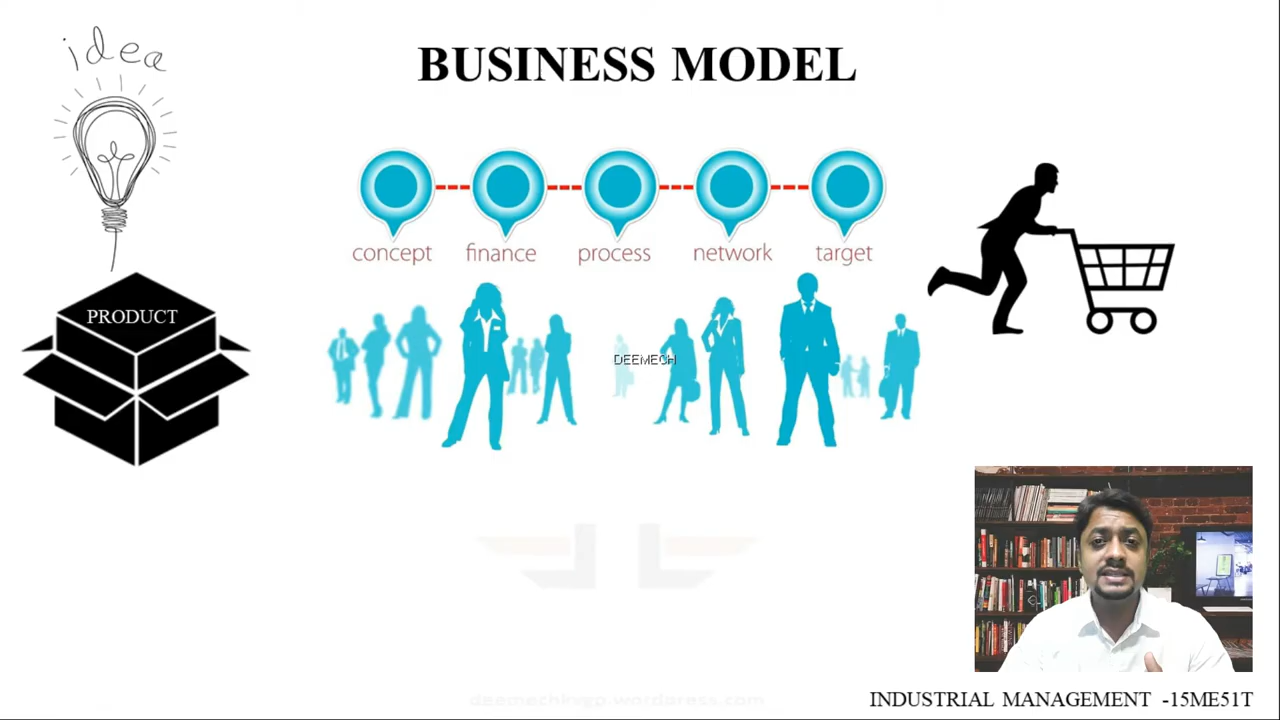 idea
BUSINESS MODEL
concept finance process network target
PRODUCT
DEEMECH
INDUSTRIAL MANAGEMENT -15ME51T